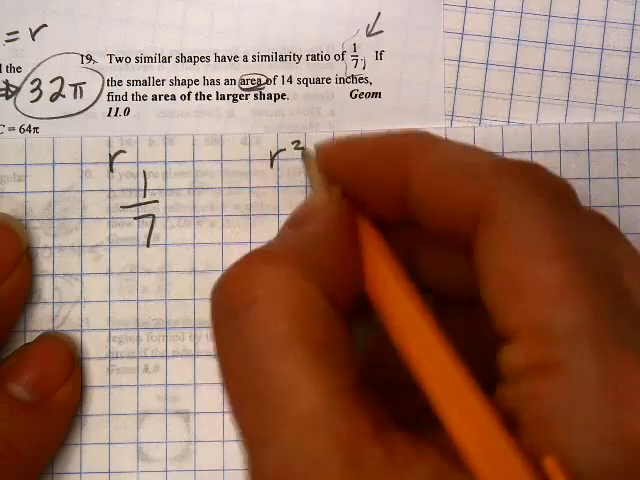 = r
19. Two similar shapes have a similarity ratio of 1/7, If
the smaller shape has an area of 14 square inches,
find the area of the larger shape. Geom
11.0
l the
32π
C = 64π
r r²
1/7